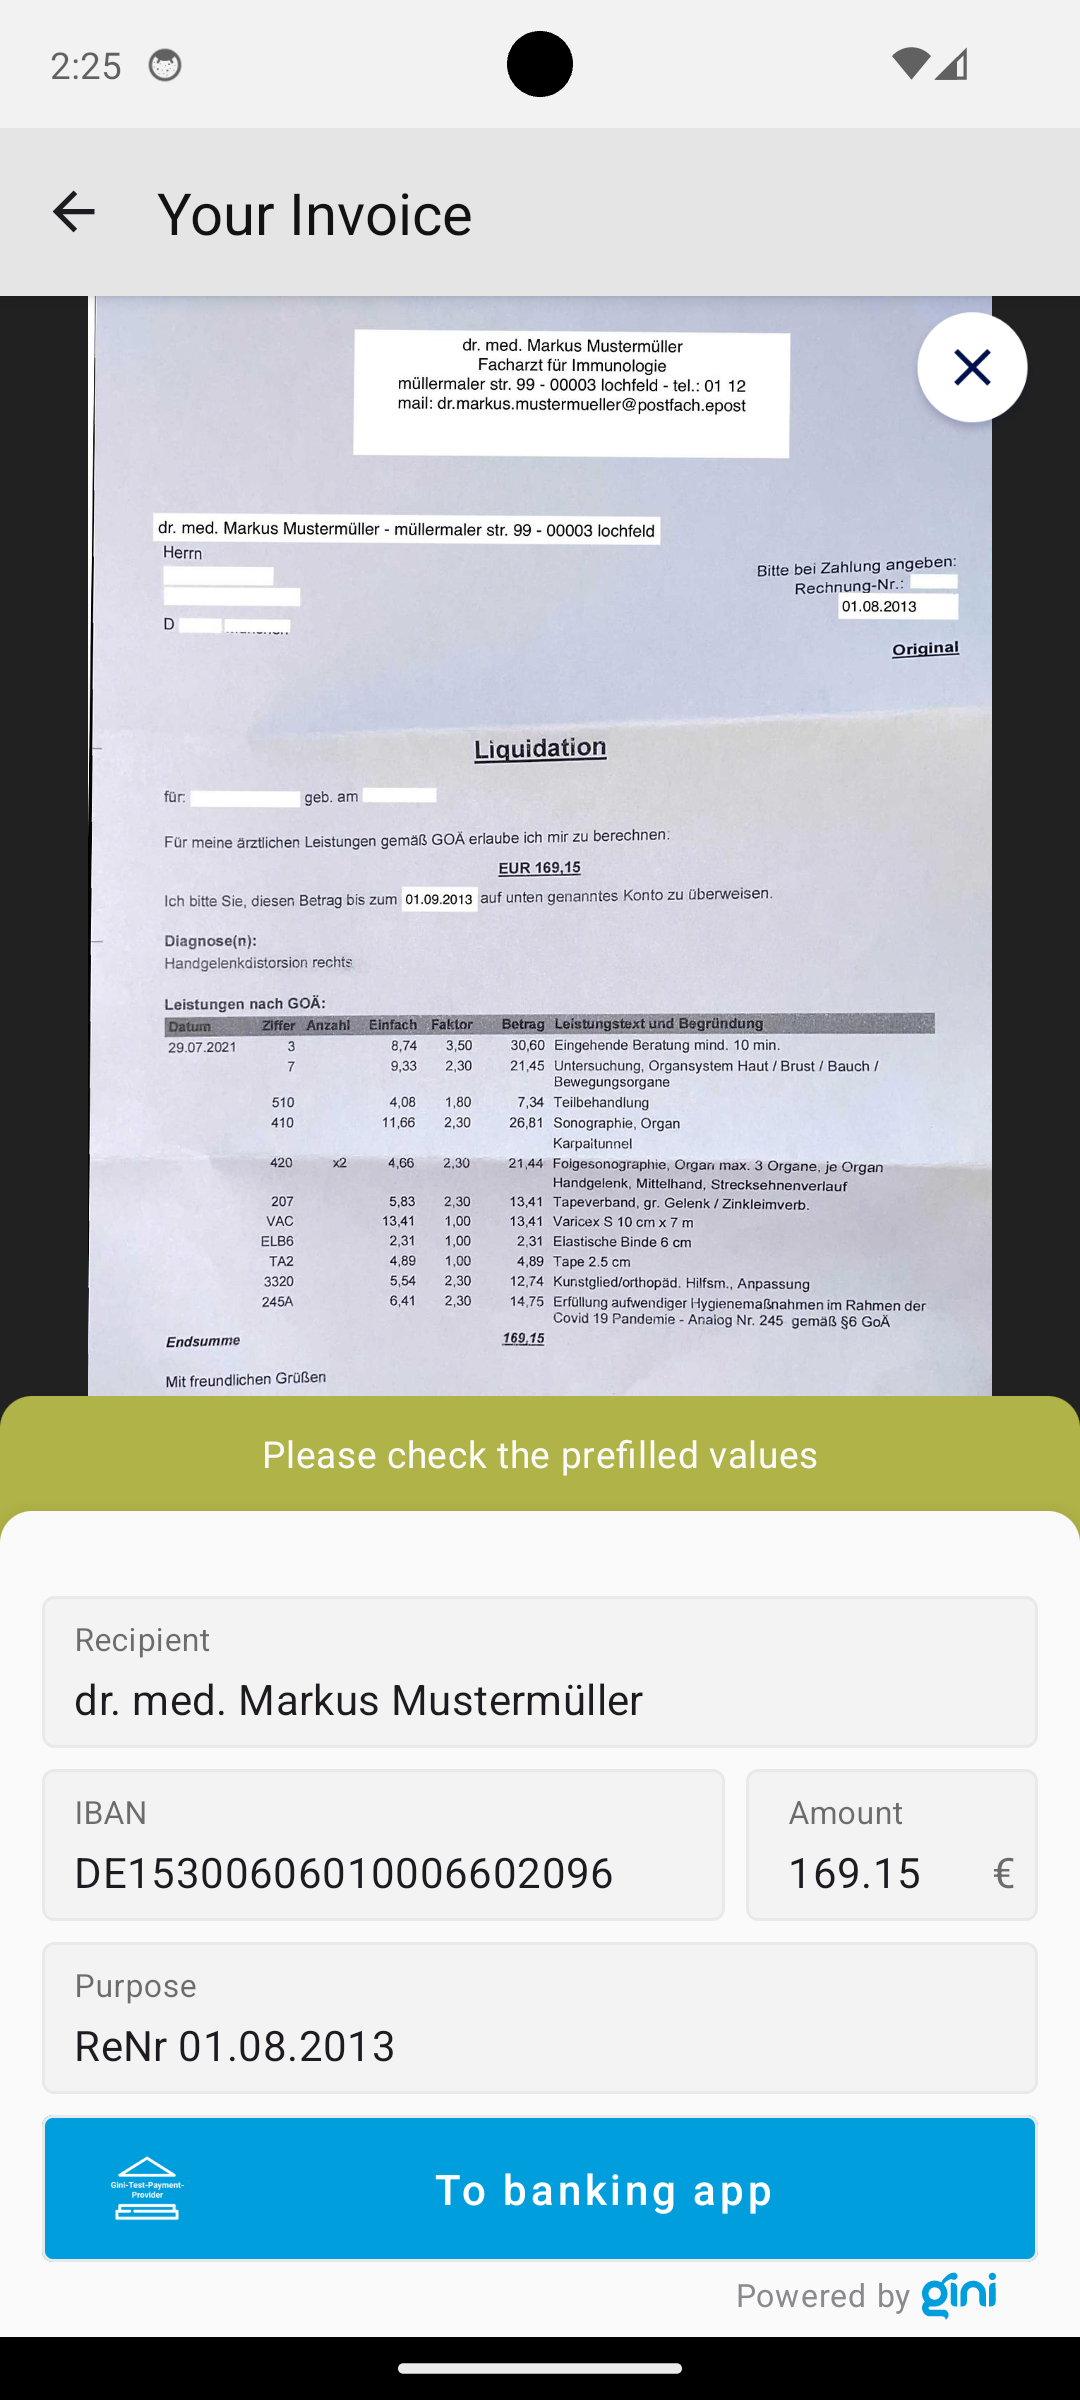 2:25
Your Invoice
dr. med. Markus Mustermüller
Facharzt für Immunologie
müllermaler str. 99 - 00003 lochfeld - tel.: 01 12
mail: dr.markus.mustermueller@postfach.epost
dr. med. Markus Mustermüller - müllermaler str. 99 - 00003 lochfeld
Herrn
D
Bitte bei Zahlung angeben:
Rechnung-Nr.:
01.08.2013
Original
Liquidation
für: geb. am
Für meine ärztlichen Leistungen gemäß GOÄ erlaube ich mir zu berechnen:
EUR 169,15
Ich bitte Sie, diesen Betrag bis zum 01.09.2013 auf unten genanntes Konto zu überweisen.
Diagnose(n):
Handgelenkdistorsion rechts
Leistungen nach GOÄ:
Datum Ziffer Anzahl Einfach Faktor Betrag Leistungstext und Begründung
29.07.2021 3 8,74 3,50 30,60 Eingehende Beratung mind. 10 min.
7 9,33 2,30 21,45 Untersuchung, Organsystem Haut / Brust / Bauch /
Bewegungsorgane
510 4,08 1,80 7,34 Teilbehandlung
410 11,66 2,30 26,81 Sonographie, Organ
Karpaltunnel
420 x2 4,66 2,30 21,44 Folgesonographie, Organ max. 3 Organe, je Organ
Handgelenk, Mittelhand, Strecksehnenverlauf
207 5,83 2,30 13,41 Tapeverband, gr. Gelenk / Zinkleimverb.
VAC 13,41 1,00 13,41 Varicex S 10 cm x 7 m
ELB6 2,31 1,00 2,31 Elastische Binde 6 cm
TA2 4,89 1,00 4,89 Tape 2.5 cm
3320 5,54 2,30 12,74 Kunstglied/orthopäd. Hilfsm., Anpassung
245A 6,41 2,30 14,75 Erfüllung aufwendiger Hygienemaßnahmen im Rahmen der
Covid 19 Pandemie - Analog Nr. 245 gemäß §6 GoÄ
Endsumme 169,15
Mit freundlichen Grüßen
Please check the prefilled values
Recipient
dr. med. Markus Mustermüller
IBAN
DE15300606010006602096
Amount
169.15 €
Purpose
ReNr 01.08.2013
Gini-Test-Payment-
Provider
To banking app
Powered by gini